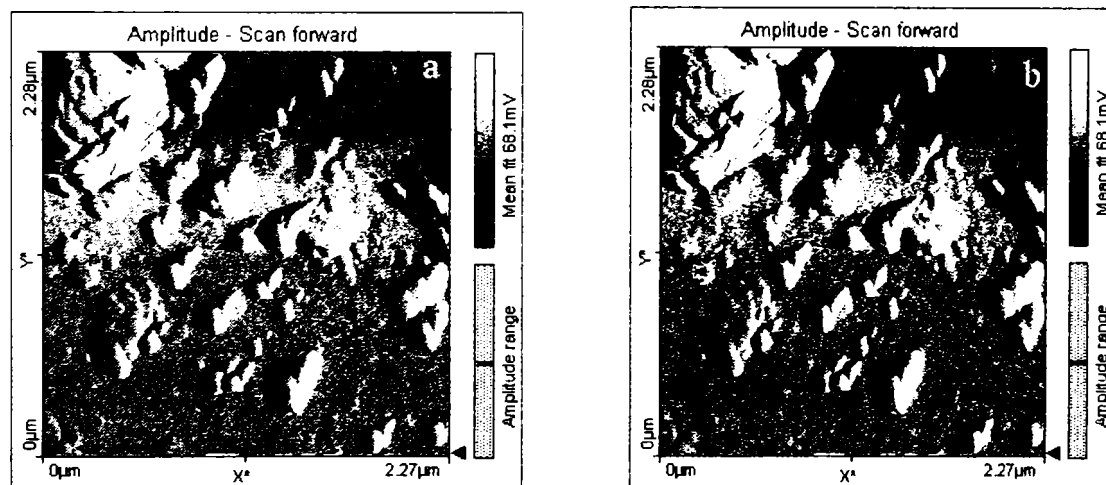 Amplitude - Scan forward
a
2.28µm
Y*
0µm
0µm
X*
2.27µm
Mean fit 68.1mV
Amplitude range
Amplitude - Scan forward
b
2.28µm
Y*
0µm
0µm
X*
2.27µm
Mean fit 68.1mV
Amplitude range